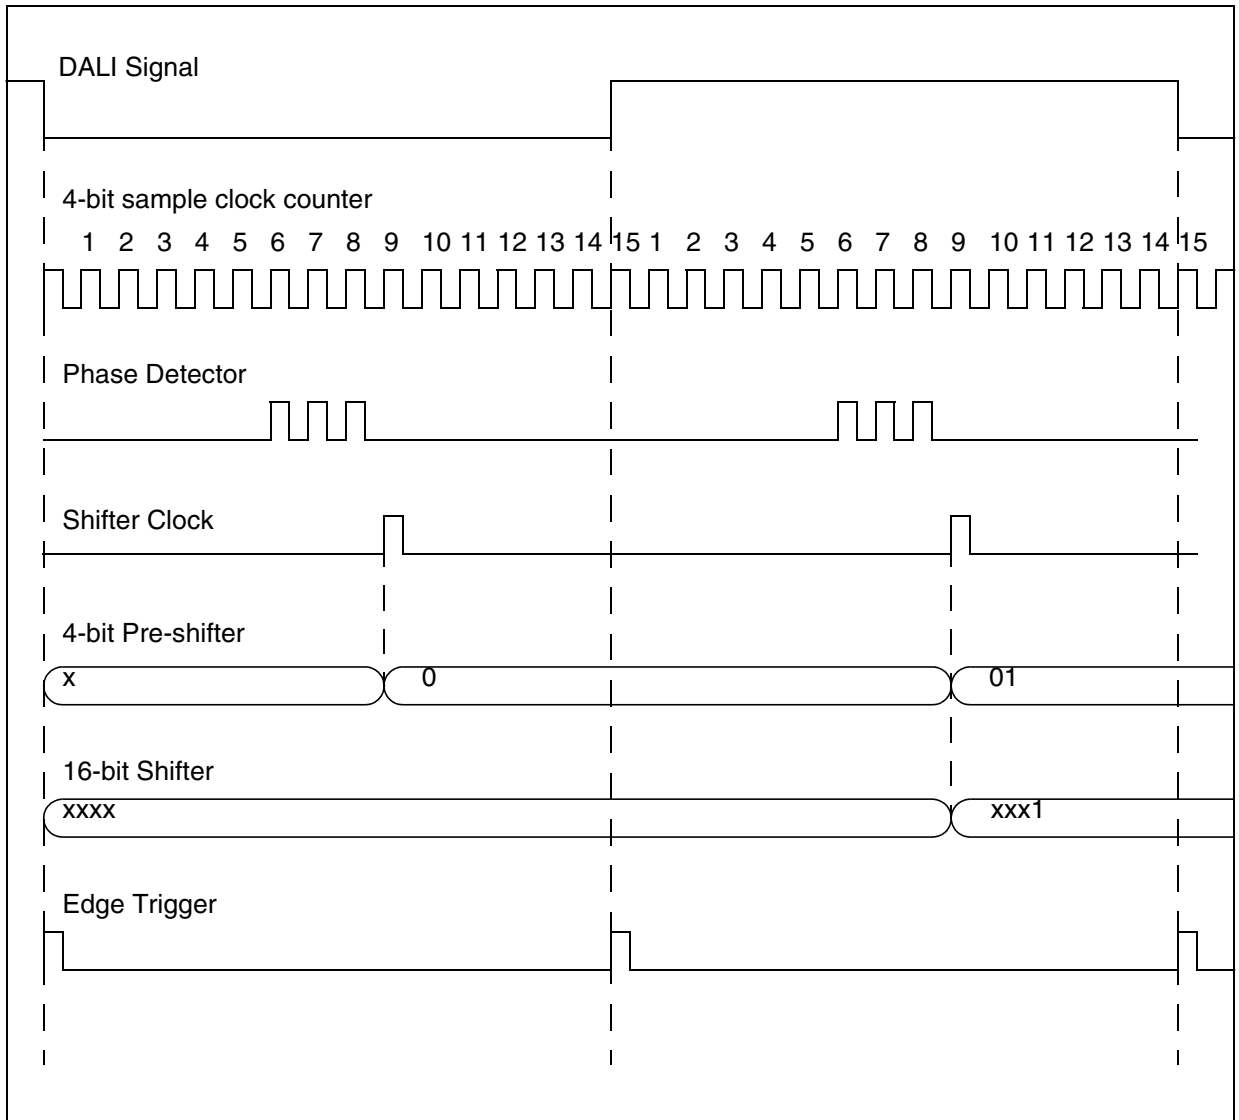 DALI Signal
4-bit sample clock counter
1 2 3 4 5 6 7 8 9 10 11 12 13 14 15 1 2 3 4 5 6 7 8 9 10 11 12 13 14 15
Phase Detector
Shifter Clock
4-bit Pre-shifter
x 0 01
16-bit Shifter
xxxx xxx1
Edge Trigger